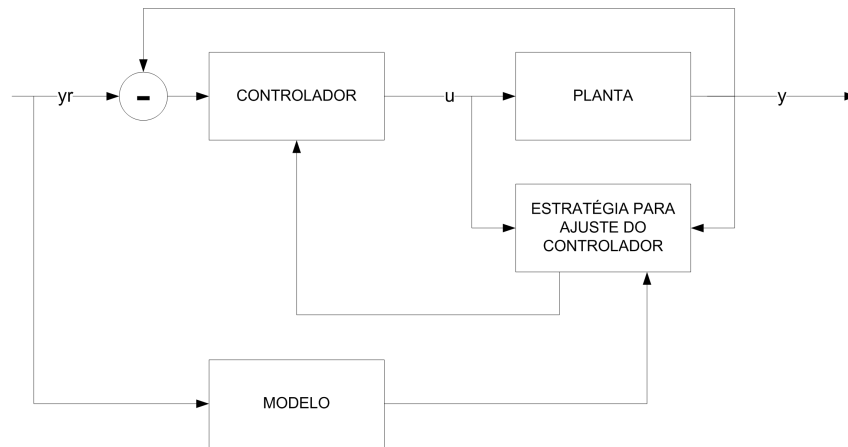 yr
-
CONTROLADOR
u
PLANTA
y
ESTRATÉGIA PARA
AJUSTE DO
CONTROLADOR
MODELO